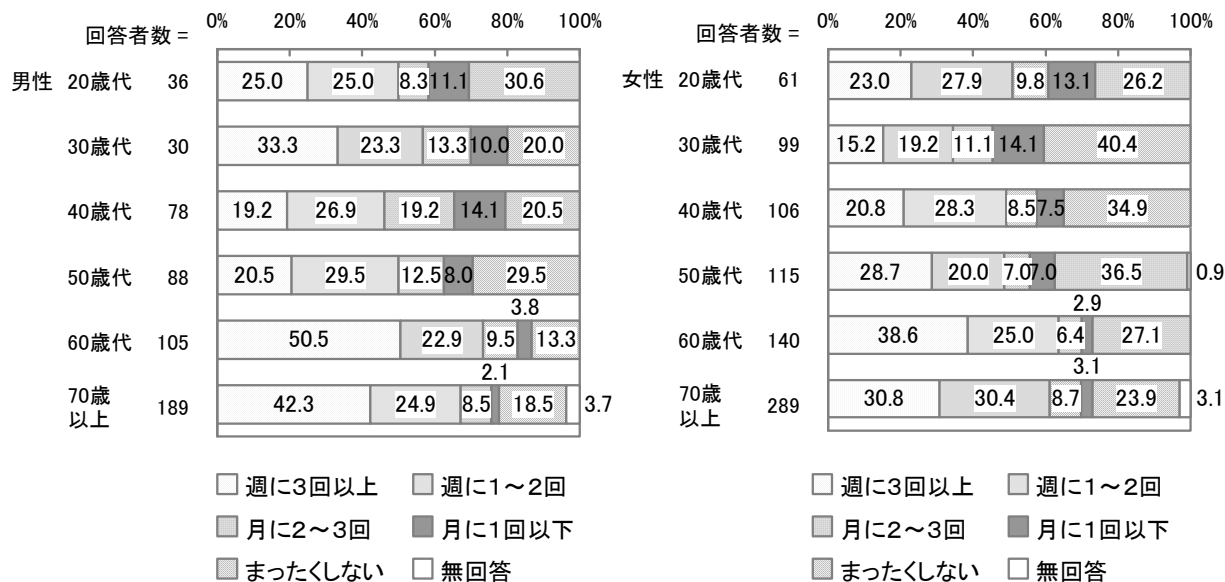 0% 20% 40% 60% 80% 100%
回答者数 =
男性 20歳代 36 25.0 25.0 8.3 11.1 30.6
30歳代 30 33.3 23.3 13.3 10.0 20.0
40歳代 78 19.2 26.9 19.2 14.1 20.5
50歳代 88 20.5 29.5 12.5 8.0 29.5
3.8
60歳代 105 50.5 22.9 9.5 13.3
2.1
70歳以上 189 42.3 24.9 8.5 18.5 3.7
週に3回以上 週に1~2回
月に2~3回 月に1回以下
まったくしない 無回答
0% 20% 40% 60% 80% 100%
回答者数 =
女性 20歳代 61 23.0 27.9 9.8 13.1 26.2
30歳代 99 15.2 19.2 11.1 14.1 40.4
40歳代 106 20.8 28.3 8.5 7.5 34.9
50歳代 115 28.7 20.0 7.0 7.0 36.5 0.9
2.9
60歳代 140 38.6 25.0 6.4 27.1
3.1
70歳以上 289 30.8 30.4 8.7 23.9 3.1
週に3回以上 週に1~2回
月に2~3回 月に1回以下
まったくしない 無回答